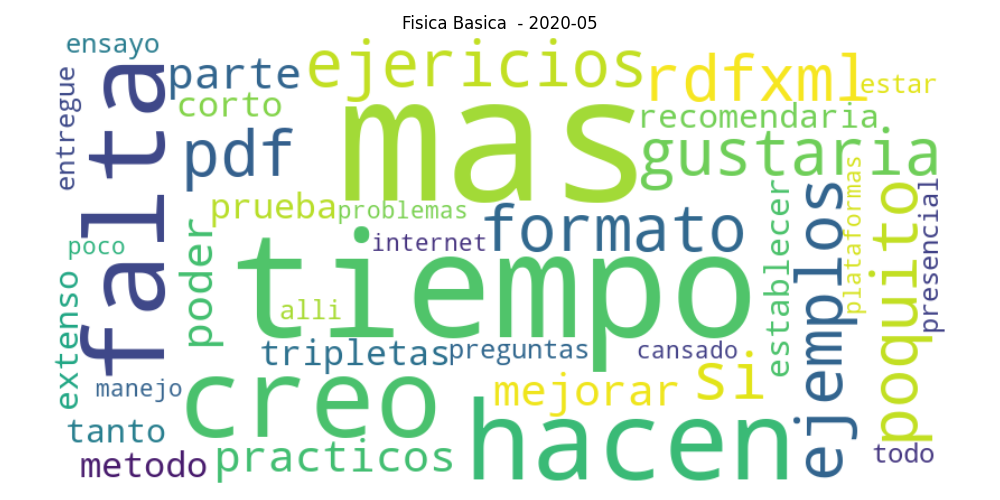 Fisica Basica - 2020-05
ensayo
falta
parte
ejericios
rdfxml
estar
entregue
corto
mas
recomendaria
pdf
gustaria
prueba
problemas
formato
plataformas
poquito
presencial
poco
poder
internet
ejemplos
establecer
tiempo
alli
extenso
tripletas
preguntas
cansado
manejo
creo
mejorar
si
hacen
tanto
metodo
practicos
todo